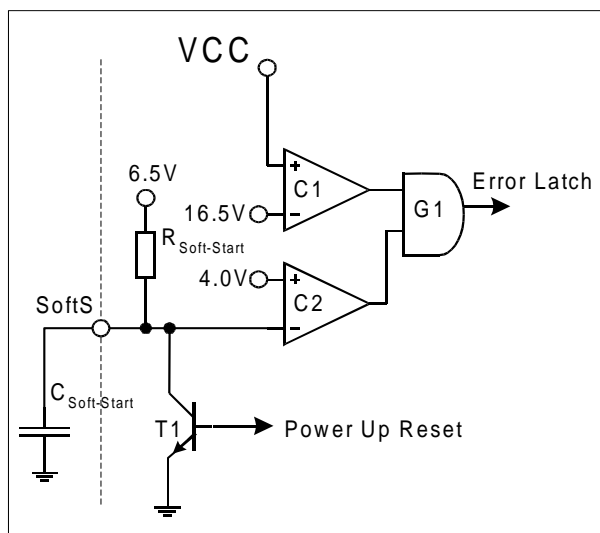 VCC
+
C1
-
16.5V
G1
Error Latch
6.5V
R Soft-Start
4.0V
+
C2
-
SoftS
C Soft-Start
T1
Power Up Reset